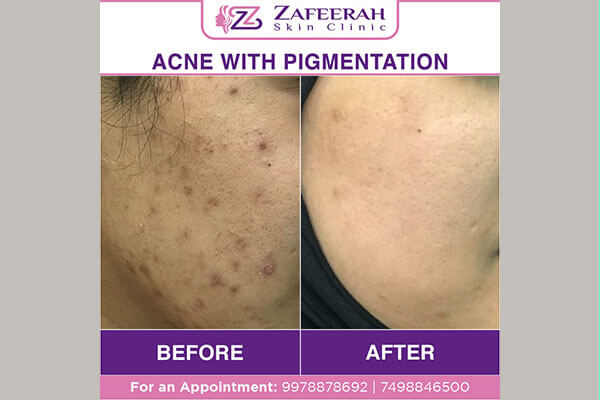 ZAFEERAH
Skin Clinic
ACNE WITH PIGMENTATION
BEFORE
AFTER
For an Appointment: 9978878692 | 7498846500